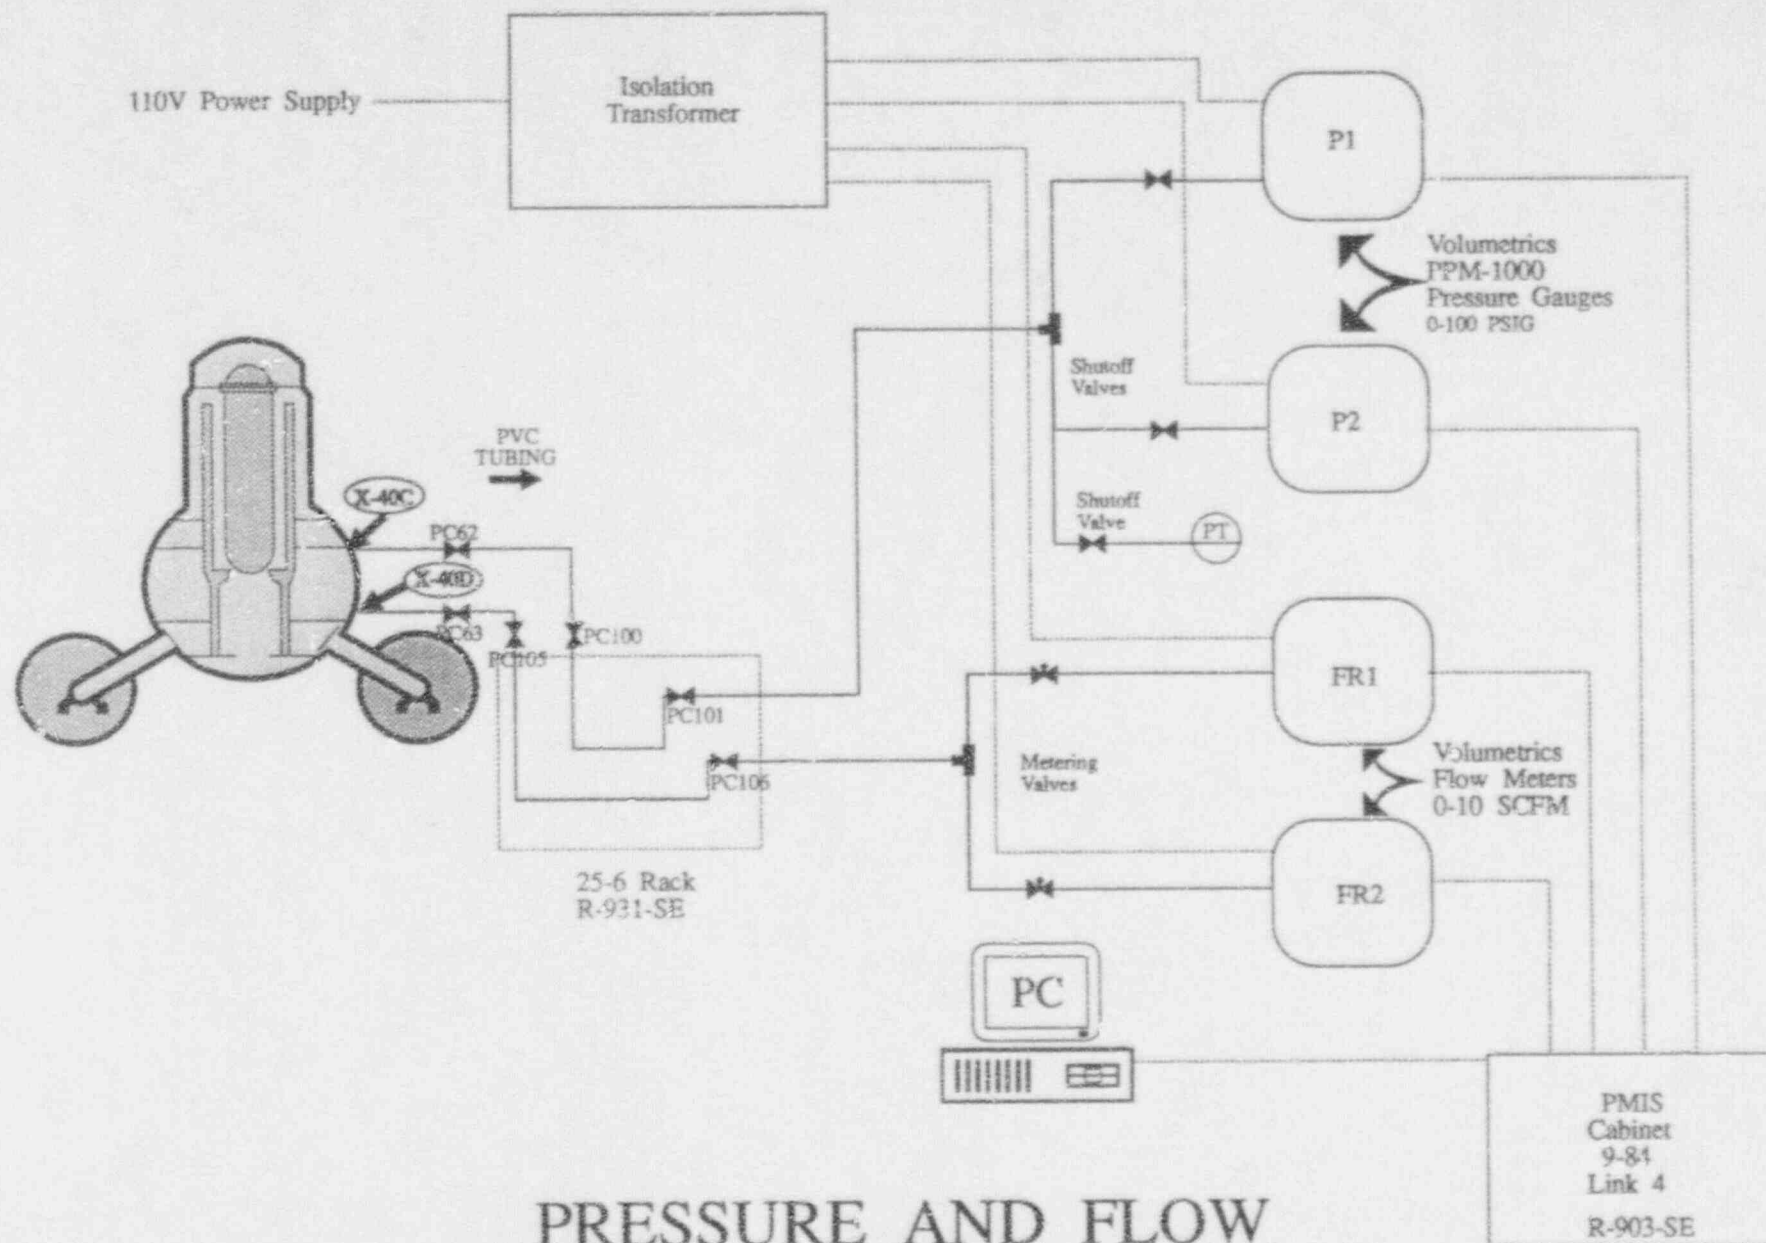 110V Power Supply
Isolation
Transformer
P1
Volumetrics
PPM-1000
Pressure Gauges
0-100 PSIG
Shutoff
Valves
P2
PVC
TUBING
X-40C
Shutoff
Valve
PT
PC62
X-40D
PC63
PC100
PC105
FR1
PC101
PC106
Metering
Valves
Volumetrics
Flow Meters
0-10 SCFM
25-6 Rack
R-931-SE
FR2
PC
PMIS
Cabinet
9-84
Link 4
R-903-SE
PRESSURE AND FLOW